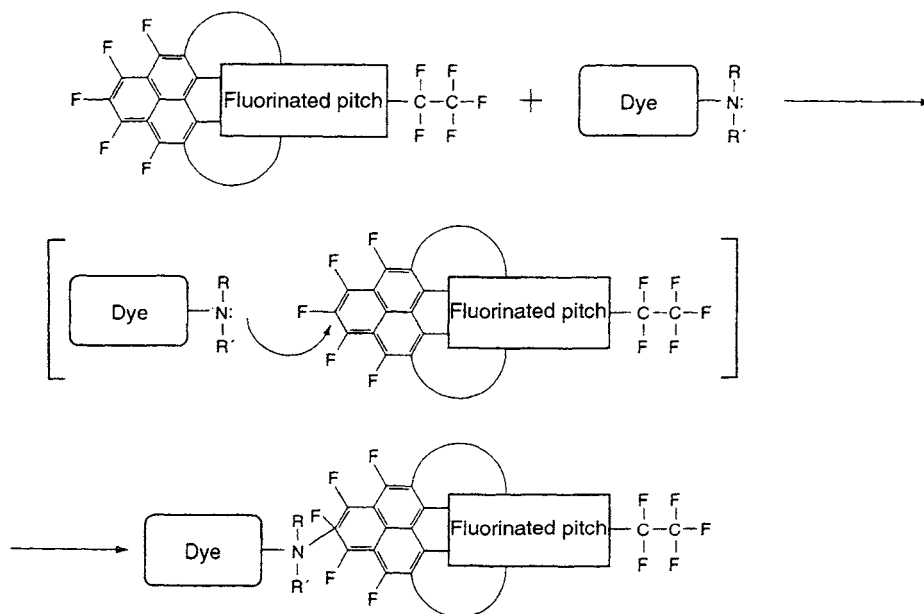 F F F F F Fluorinated pitch F F C C F F F + Dye R N: R´
Dye R N: R´ F F F F F Fluorinated pitch F F C C F F F
Dye R N R´ F F F F F Fluorinated pitch F F C C F F F